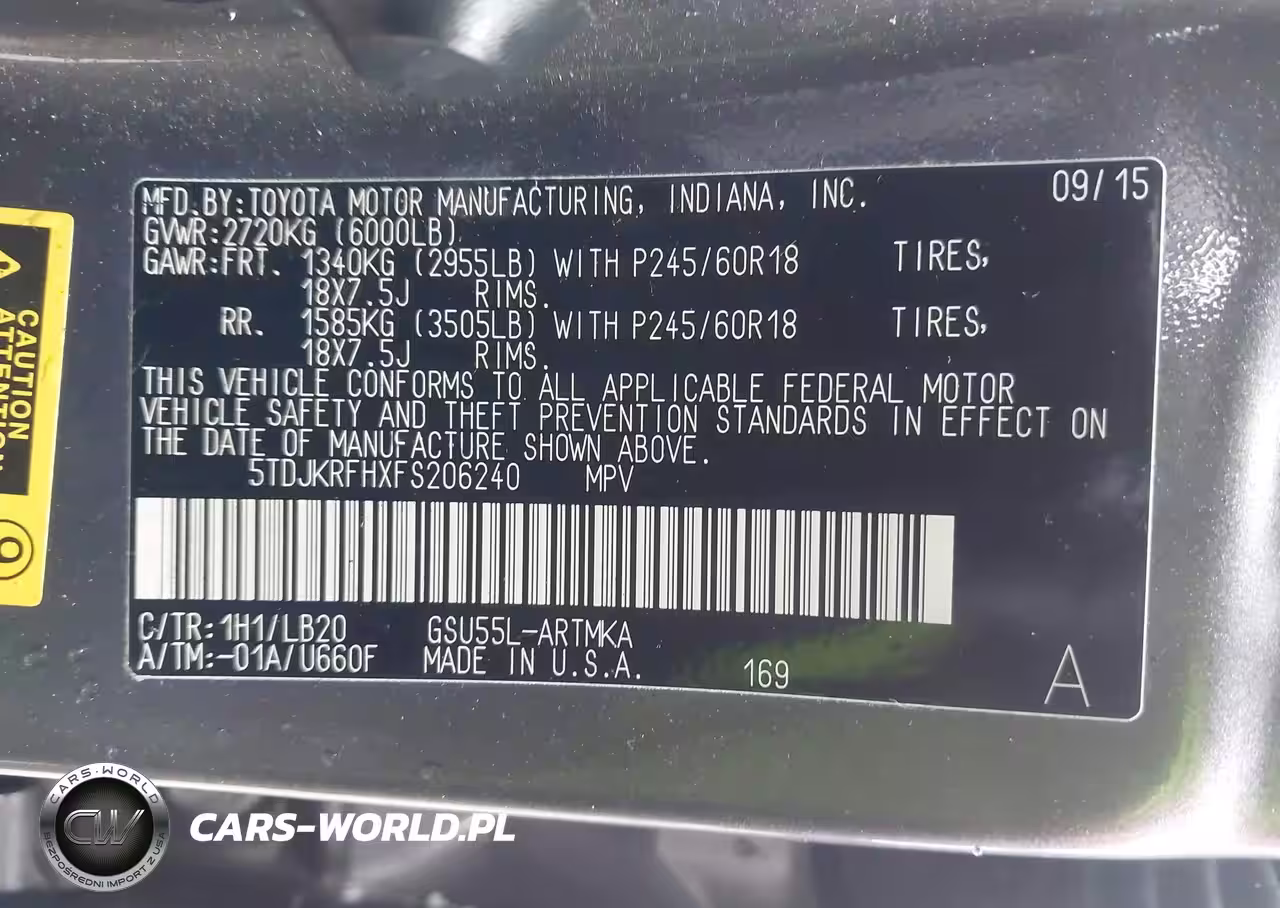 MFD.BY:TOYOTA MOTOR MANUFACTURING, INDIANA, INC. 09/15
GVWR:2720KG (6000LB)
GAWR:FRT. 1340KG (2955LB) WITH P245/60R18 TIRES,
18X7.5J RIMS.
RR. 1585KG (3505LB) WITH P245/60R18 TIRES,
18X7.5J RIMS.
THIS VEHICLE CONFORMS TO ALL APPLICABLE FEDERAL MOTOR
VEHICLE SAFETY AND THEFT PREVENTION STANDARDS IN EFFECT ON
THE DATE OF MANUFACTURE SHOWN ABOVE.
5TDJKRFHXFS206240 MPV
C/TR:1H1/LB20 GSU55L-ARTMKA
A/TM:-01A/U660F MADE IN U.S.A. 169 A
CAUTION
ATTENTION
CARS-WORLD
CW
BEZPOŚREDNI IMPORT Z USA
CARS-WORLD.PL